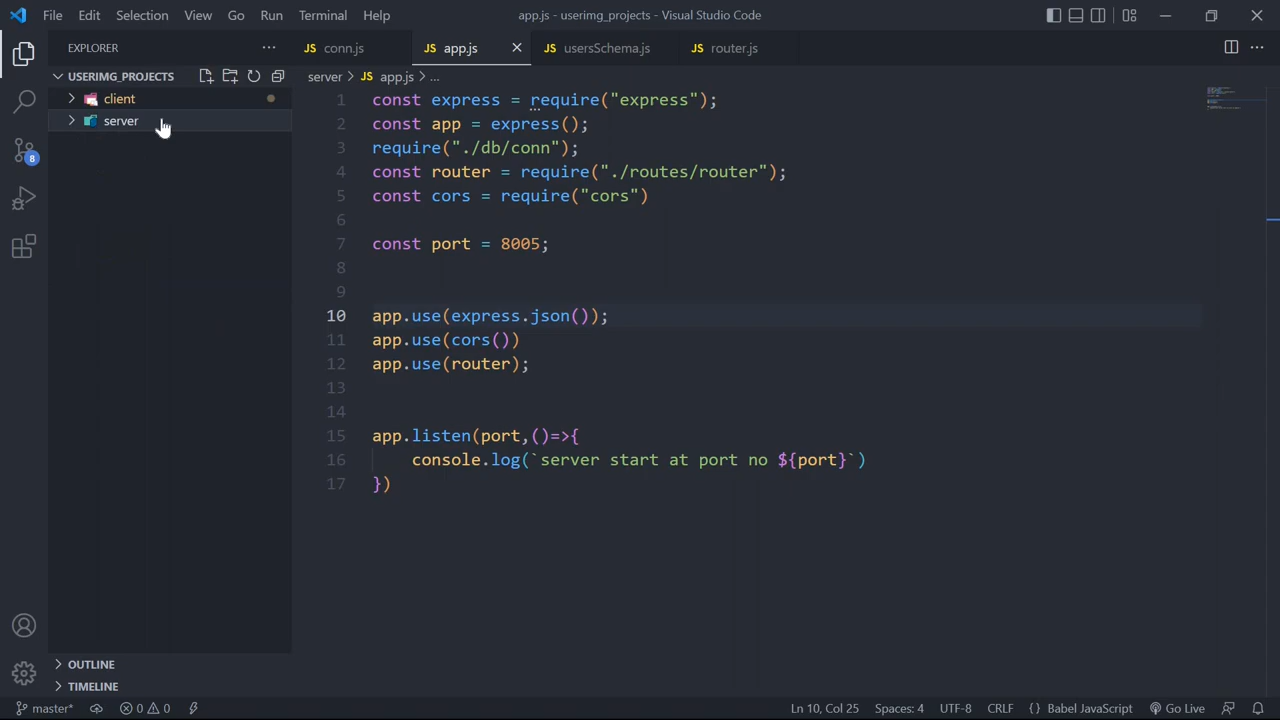 File Edit Selection View Go Run Terminal Help app.js - userimg_projects - Visual Studio Code
EXPLORER ···
JS conn.js JS app.js JS usersSchema.js JS router.js ···
USERIMG_PROJECTS
server > JS app.js > ...
client
server
8
1 const express = require("express");
2 const app = express();
3 require("./db/conn");
4 const router = require("./routes/router");
5 const cors = require("cors")
6
7 const port = 8005;
8
9
10 app.use(express.json());
11 app.use(cors())
12 app.use(router);
13
14
15 app.listen(port,()=>{
16 console.log(`server start at port no ${port}`)
17 })
OUTLINE
TIMELINE
master* 0 0 Ln 10, Col 25 Spaces: 4 UTF-8 CRLF {} Babel JavaScript Go Live